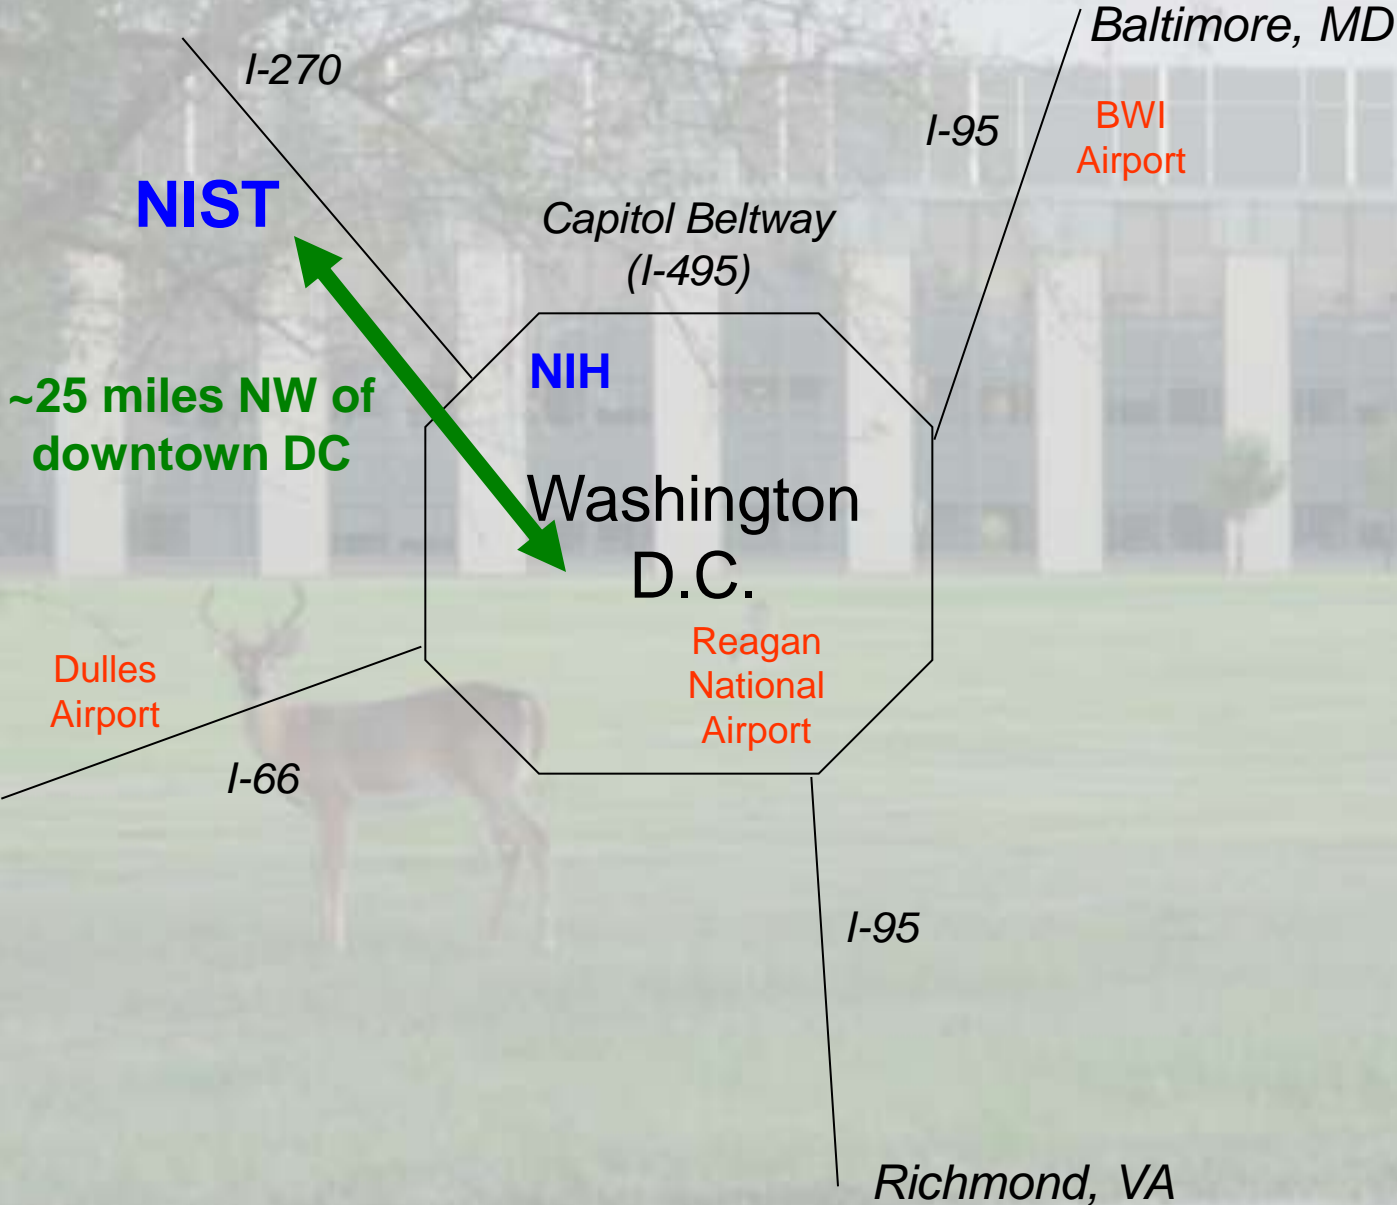 Baltimore, MD
I-270
I-95
BWI
Airport
NIST
Capitol Beltway
(I-495)
NIH
~25 miles NW of
downtown DC
Washington
D.C.
Reagan
National
Airport
Dulles
Airport
I-66
I-95
Richmond, VA